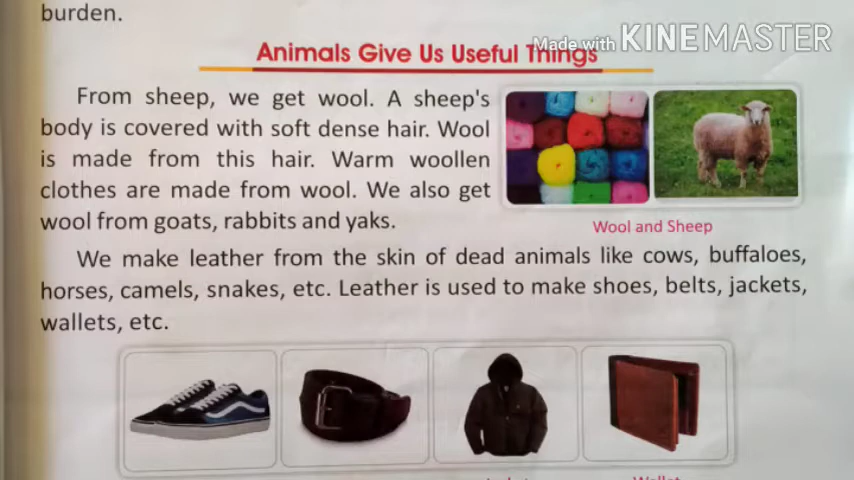 burden.
Made with KINEMASTER
Animals Give Us Useful Things
From sheep, we get wool. A sheep's
body is covered with soft dense hair. Wool
is made from this hair. Warm woollen
clothes are made from wool. We also get
wool from goats, rabbits and yaks.
Wool and Sheep
We make leather from the skin of dead animals like cows, buffaloes,
horses, camels, snakes, etc. Leather is used to make shoes, belts, jackets,
wallets, etc.
Wallet